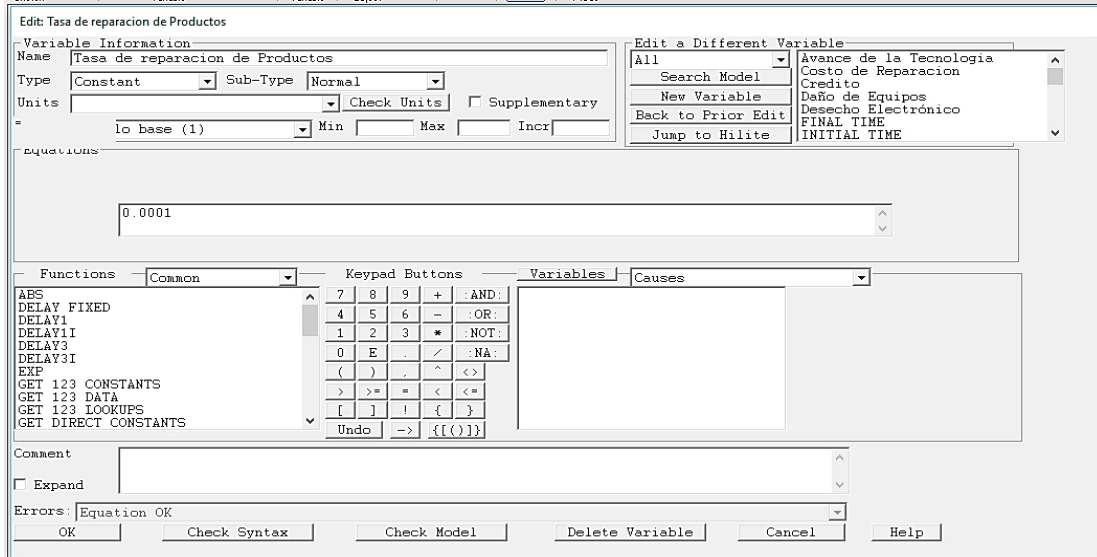 Edit: Tasa de reparacion de Productos
Variable Information
Edit a Different Variable
Name Tasa de reparacion de Productos
All
Avance de la Tecnologia
Costo de Reparacion
Credito
Daño de Equipos
Desecho Electrónico
FINAL TIME
INITIAL TIME
Type Constant Sub-Type Normal
Search Model
Units Check Units Supplementary
New Variable
Back to Prior Edit
= lo base (1) Min Max Incr
Jump to Hilite
Equations
0.0001
Functions Common Keypad Buttons Variables Causes
ABS
DELAY FIXED
DELAY1
DELAY1I
DELAY3
DELAY3I
EXP
GET 123 CONSTANTS
GET 123 DATA
GET 123 LOOKUPS
GET DIRECT CONSTANTS
7 8 9 + :AND:
4 5 6 - :OR:
1 2 3 * :NOT:
0 E . / :NA:
( ) , ^ <>
> >= = < <=
[ ] ! { }
Undo -> {[()]}
Comment
Expand
Errors: Equation OK
OK Check Syntax Check Model Delete Variable Cancel Help